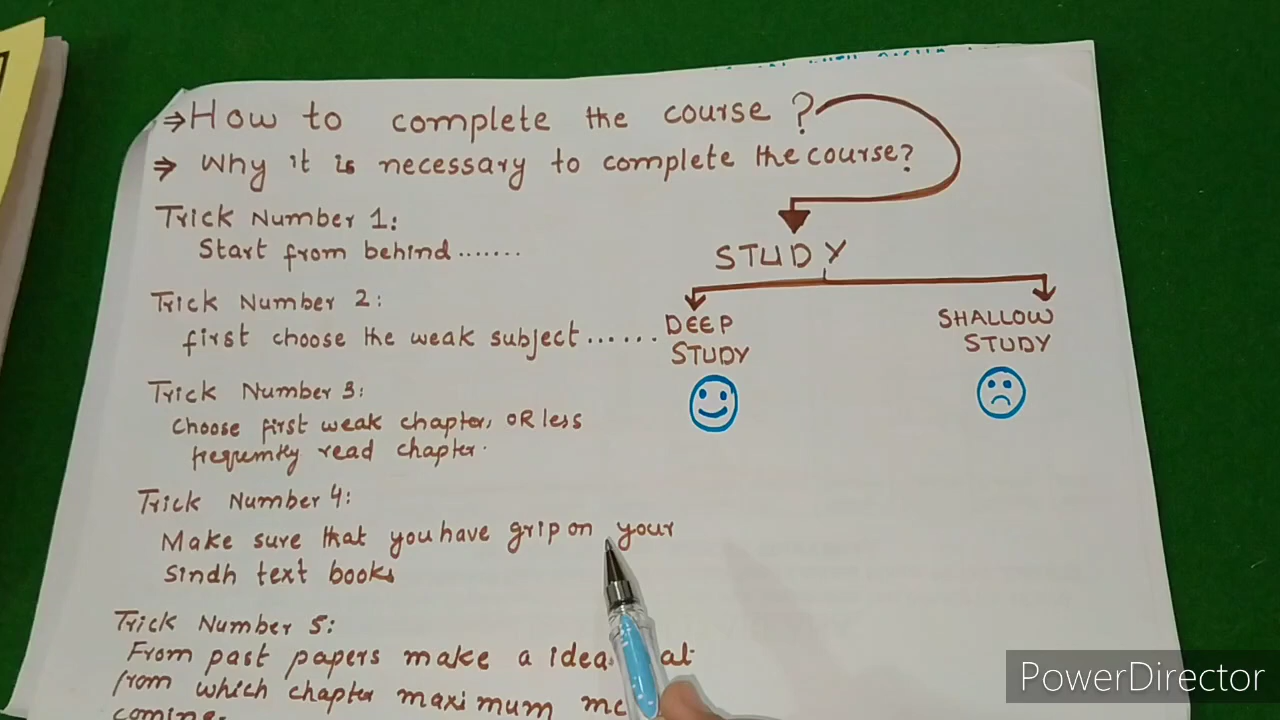 ⇒ How to complete the course?
⇒ Why it is necessary to complete the course?
Trick Number 1:
Start from behind.......
Trick Number 2:
first choose the weak subject......
Trick Number 3:
Choose first weak chapter, OR less
frequently read chapter.
Trick Number 4:
Make sure that you have grip on your
Sindh text books
Trick Number 5:
From past papers make a idea
from which chapter maximum
coming.
STUDY
DEEP
STUDY
SHALLOW
STUDY
PowerDirector